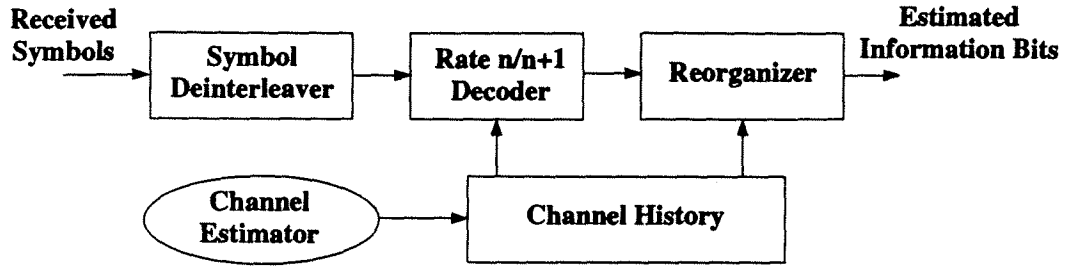 Received
Symbols
Symbol
Deinterleaver
Rate n/n+1
Decoder
Reorganizer
Estimated
Information Bits
Channel
Estimator
Channel History